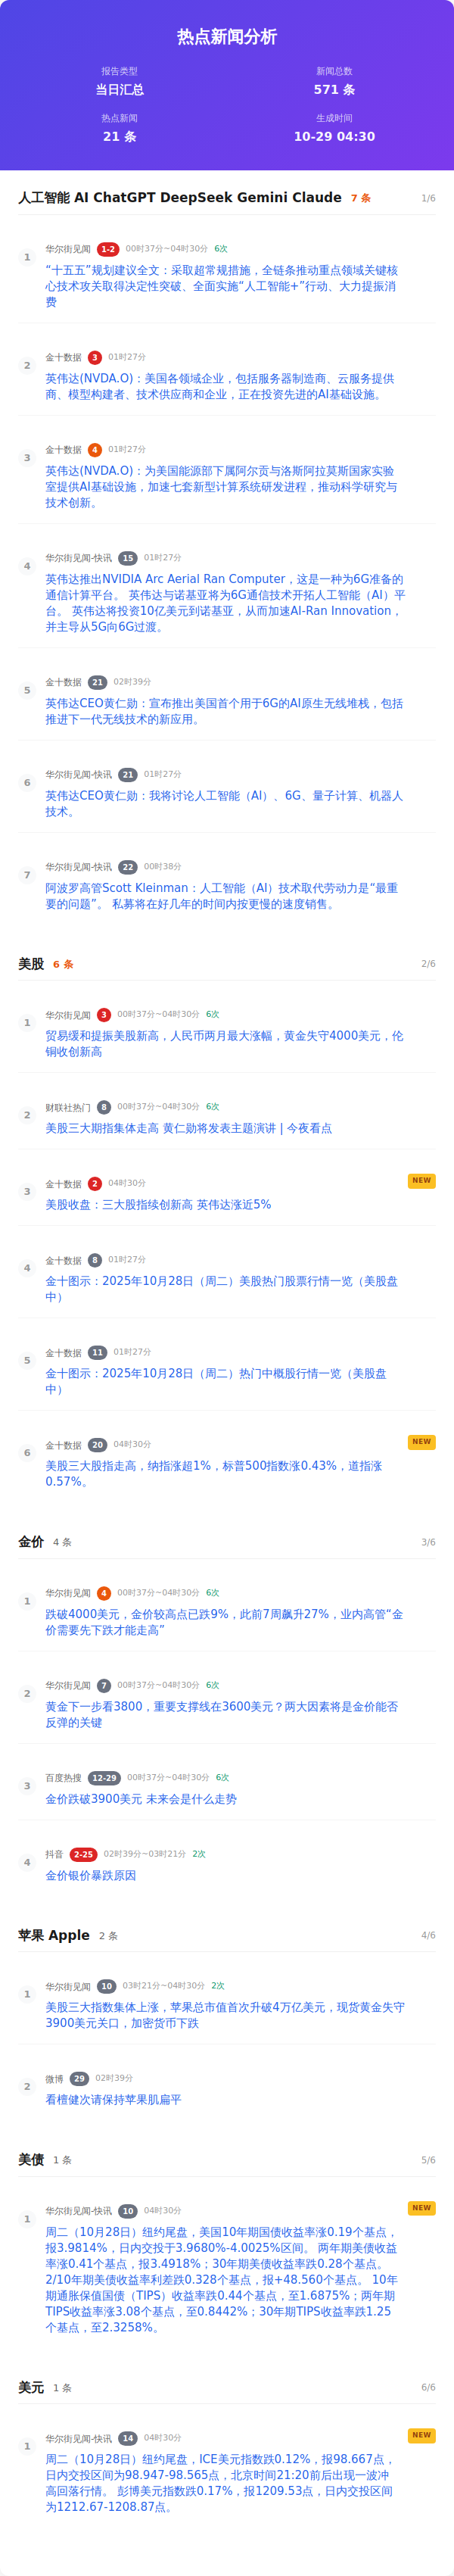 热点新闻分析
报告类型
当日汇总
新闻总数
571 条
热点新闻
21 条
生成时间
10-29 04:30
人工智能 AI ChatGPT DeepSeek Gemini Claude 7 条 1/6
1
华尔街见闻 1-2 00时37分~04时30分 6次
“十五五”规划建议全文：采取超常规措施，全链条推动重点领域关键核
心技术攻关取得决定性突破、全面实施“人工智能+”行动、大力提振消
费
2
金十数据 3 01时27分
英伟达(NVDA.O)：美国各领域企业，包括服务器制造商、云服务提供
商、模型构建者、技术供应商和企业，正在投资先进的AI基础设施。
3
金十数据 4 01时27分
英伟达(NVDA.O)：为美国能源部下属阿尔贡与洛斯阿拉莫斯国家实验
室提供AI基础设施，加速七套新型计算系统研发进程，推动科学研究与
技术创新。
4
华尔街见闻-快讯 15 01时27分
英伟达推出NVIDIA Arc Aerial Ran Computer，这是一种为6G准备的
通信计算平台。 英伟达与诺基亚将为6G通信技术开拓人工智能（AI）平
台。 英伟达将投资10亿美元到诺基亚，从而加速AI-Ran Innovation，
并主导从5G向6G过渡。
5
金十数据 21 02时39分
英伟达CEO黄仁勋：宣布推出美国首个用于6G的AI原生无线堆栈，包括
推进下一代无线技术的新应用。
6
华尔街见闻-快讯 21 01时27分
英伟达CEO黄仁勋：我将讨论人工智能（AI）、6G、量子计算、机器人
技术。
7
华尔街见闻-快讯 22 00时38分
阿波罗高管Scott Kleinman：人工智能（AI）技术取代劳动力是“最重
要的问题”。 私募将在好几年的时间内按更慢的速度销售。
美股 6 条 2/6
1
华尔街见闻 3 00时37分~04时30分 6次
贸易缓和提振美股新高，人民币两月最大涨幅，黄金失守4000美元，伦
铜收创新高
2
财联社热门 8 00时37分~04时30分 6次
美股三大期指集体走高 黄仁勋将发表主题演讲 | 今夜看点
3
金十数据 2 04时30分 NEW
美股收盘：三大股指续创新高 英伟达涨近5%
4
金十数据 8 01时27分
金十图示：2025年10月28日（周二）美股热门股票行情一览（美股盘
中）
5
金十数据 11 01时27分
金十图示：2025年10月28日（周二）热门中概股行情一览（美股盘
中）
6
金十数据 20 04时30分 NEW
美股三大股指走高，纳指涨超1%，标普500指数涨0.43%，道指涨
0.57%。
金价 4 条 3/6
1
华尔街见闻 4 00时37分~04时30分 6次
跌破4000美元，金价较高点已跌9%，此前7周飙升27%，业内高管“金
价需要先下跌才能走高”
2
华尔街见闻 7 00时37分~04时30分 6次
黄金下一步看3800，重要支撑线在3600美元？两大因素将是金价能否
反弹的关键
3
百度热搜 12-29 00时37分~04时30分 6次
金价跌破3900美元 未来会是什么走势
4
抖音 2-25 02时39分~03时21分 2次
金价银价暴跌原因
苹果 Apple 2 条 4/6
1
华尔街见闻 10 03时21分~04时30分 2次
美股三大指数集体上涨，苹果总市值首次升破4万亿美元，现货黄金失守
3900美元关口，加密货币下跌
2
微博 29 02时39分
看檀健次请保持苹果肌扁平
美债 1 条 5/6
1
华尔街见闻-快讯 10 04时30分 NEW
周二（10月28日）纽约尾盘，美国10年期国债收益率涨0.19个基点，
报3.9814%，日内交投于3.9680%-4.0025%区间。 两年期美债收益
率涨0.41个基点，报3.4918%；30年期美债收益率跌0.28个基点。
2/10年期美债收益率利差跌0.328个基点，报+48.560个基点。 10年
期通胀保值国债（TIPS）收益率跌0.44个基点，至1.6875%；两年期
TIPS收益率涨3.08个基点，至0.8442%；30年期TIPS收益率跌1.25
个基点，至2.3258%。
美元 1 条 6/6
1
华尔街见闻-快讯 14 04时30分 NEW
周二（10月28日）纽约尾盘，ICE美元指数跌0.12%，报98.667点，
日内交投区间为98.947-98.565点，北京时间21:20前后出现一波冲
高回落行情。 彭博美元指数跌0.17%，报1209.53点，日内交投区间
为1212.67-1208.87点。